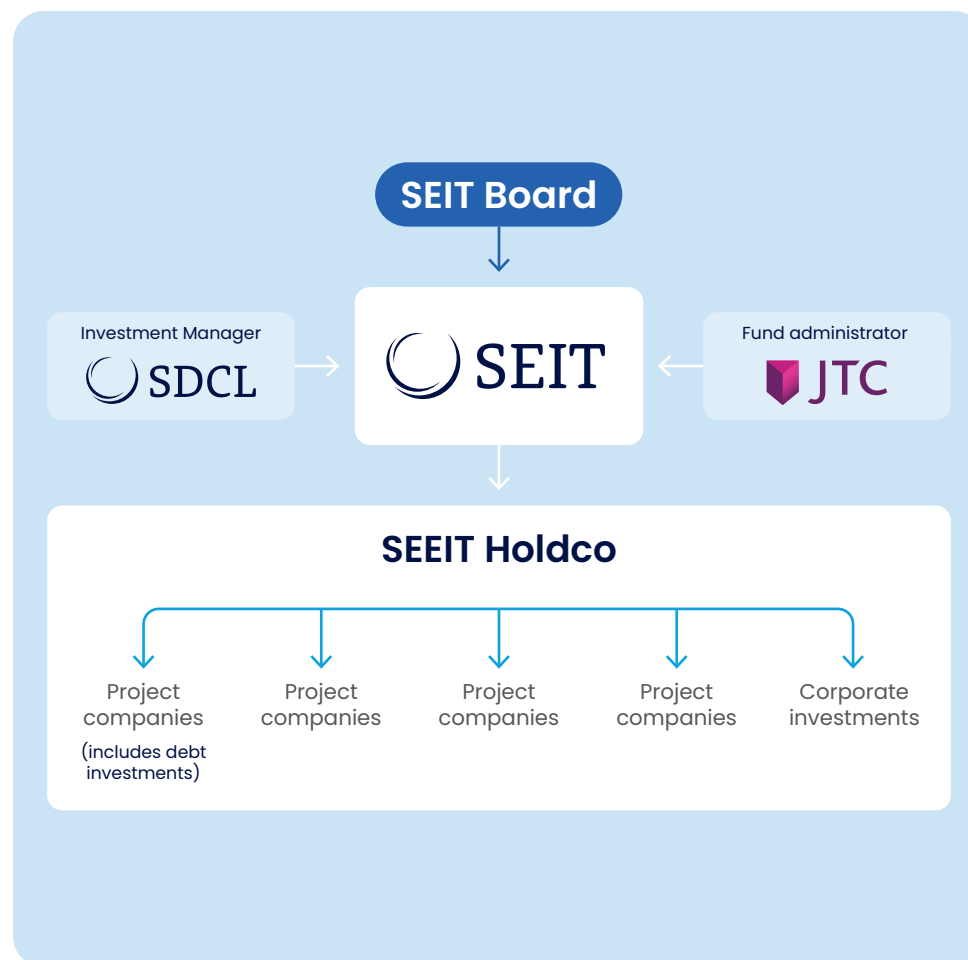 SEIT Board
Investment Manager
SDCL
SEIT
Fund administrator
JTC
SEEIT Holdco
Project
companies
(includes debt
investments)
Project
companies
Project
companies
Project
companies
Corporate
investments